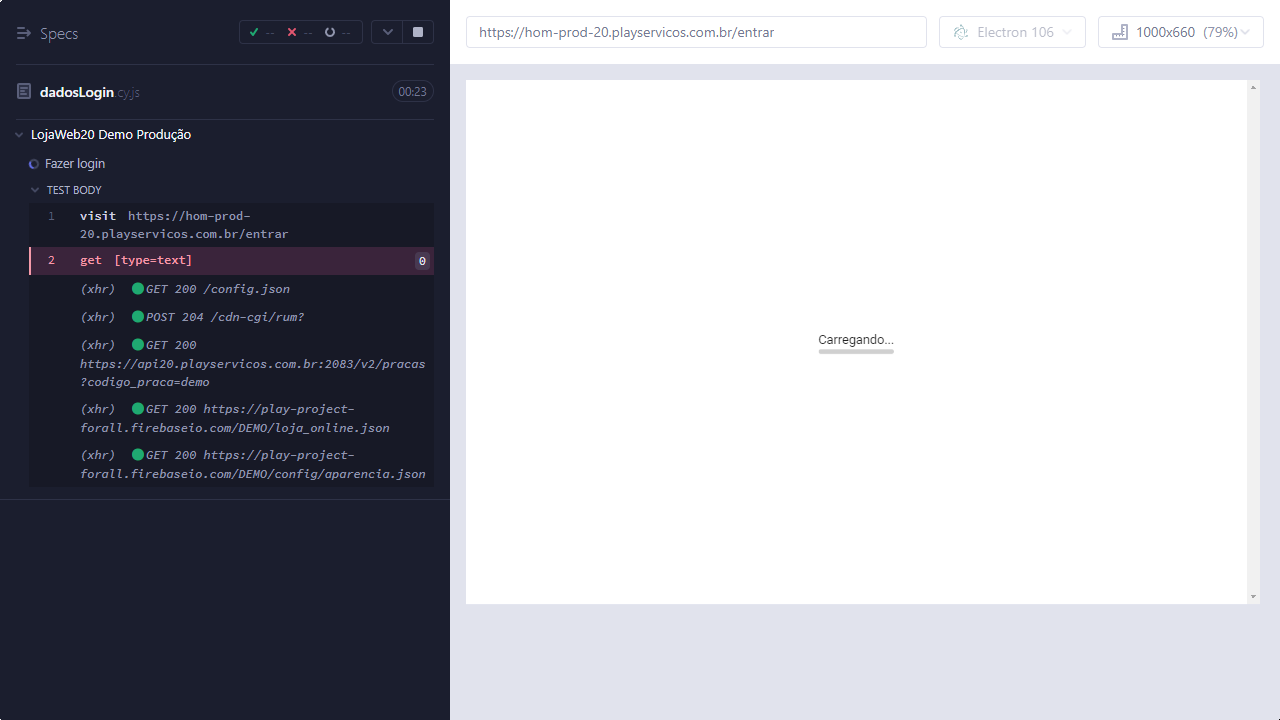 Specs
--
--
--
https://hom-prod-20.playservicos.com.br/entrar
Electron 106
1000x660 (79%)
dadosLogin.cy.js
00:23
LojaWeb20 Demo Produção
Fazer login
TEST BODY
1 visit https://hom-prod-
20.playservicos.com.br/entrar
2 get [type=text] 0
(xhr) GET 200 /config.json
(xhr) POST 204 /cdn-cgi/rum?
(xhr) GET 200
https://api20.playservicos.com.br:2083/v2/pracas
?codigo_praca=demo
(xhr) GET 200 https://play-project-
forall.firebaseio.com/DEMO/loja_online.json
(xhr) GET 200 https://play-project-
forall.firebaseio.com/DEMO/config/aparencia.json
Carregando...